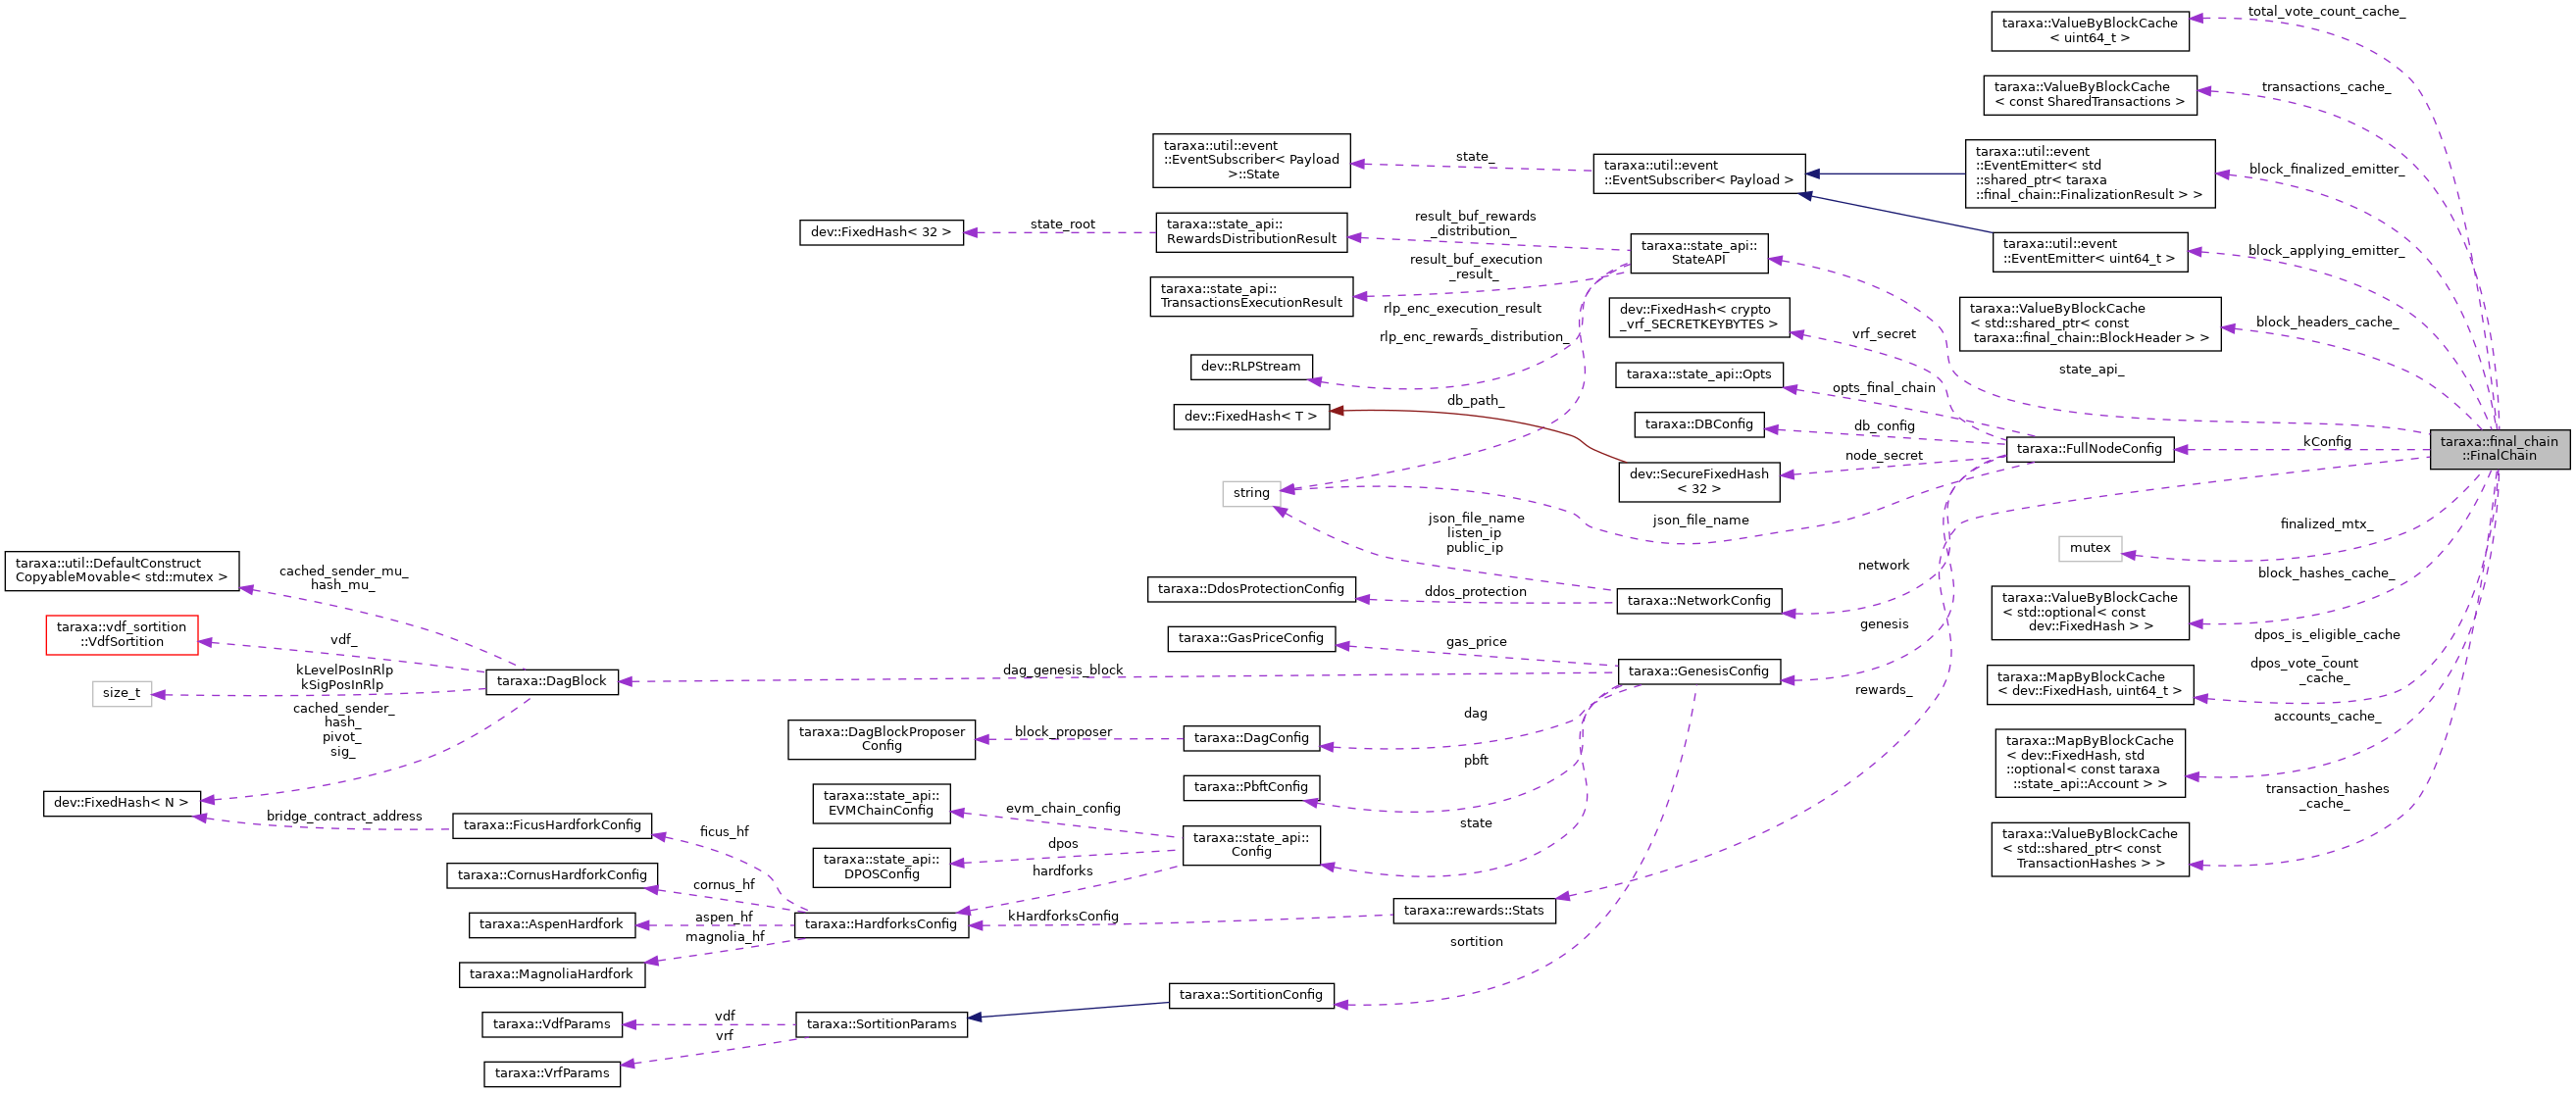 taraxa::ValueByBlockCache
< uint64_t >
total_vote_count_cache_
taraxa::ValueByBlockCache
< const SharedTransactions >
transactions_cache_
taraxa::util::event
::EventSubscriber< Payload
>::State
state_
taraxa::util::event
::EventSubscriber< Payload >
taraxa::util::event
::EventEmitter< std
::shared_ptr< taraxa
::final_chain::FinalizationResult > >
block_finalized_emitter_
dev::FixedHash< 32 >
state_root
taraxa::state_api::
RewardsDistributionResult
result_buf_rewards
_distribution_
taraxa::state_api::
StateAPI
taraxa::util::event
::EventEmitter< uint64_t >
block_applying_emitter_
taraxa::state_api::
TransactionsExecutionResult
result_buf_execution
_result_
rlp_enc_execution_result
_
rlp_enc_rewards_distribution_
dev::FixedHash< crypto
_vrf_SECRETKEYBYTES >
vrf_secret
taraxa::ValueByBlockCache
< std::shared_ptr< const
taraxa::final_chain::BlockHeader > >
block_headers_cache_
dev::RLPStream
taraxa::state_api::Opts
opts_final_chain
state_api_
dev::FixedHash< T >
db_path_
taraxa::DBConfig
db_config
taraxa::FullNodeConfig
kConfig
taraxa::final_chain
::FinalChain
node_secret
dev::SecureFixedHash
< 32 >
string
json_file_name
json_file_name
listen_ip
public_ip
mutex
finalized_mtx_
network
taraxa::util::DefaultConstruct
CopyableMovable< std::mutex >
cached_sender_mu_
hash_mu_
taraxa::DdosProtectionConfig
ddos_protection
taraxa::NetworkConfig
taraxa::ValueByBlockCache
< std::optional< const
dev::FixedHash > >
block_hashes_cache_
taraxa::vdf_sortition
::VdfSortition
vdf_
taraxa::GasPriceConfig
gas_price
genesis
kLevelPosInRlp
kSigPosInRlp
size_t
taraxa::DagBlock
dag_genesis_block
taraxa::GenesisConfig
rewards_
taraxa::MapByBlockCache
< dev::FixedHash, uint64_t >
dpos_is_eligible_cache
_
dpos_vote_count
_cache_
cached_sender_
hash_
pivot_
sig_
taraxa::DagBlockProposer
Config
block_proposer
taraxa::DagConfig
dag
accounts_cache_
taraxa::MapByBlockCache
< dev::FixedHash, std
::optional< const taraxa
::state_api::Account > >
pbft
taraxa::PbftConfig
dev::FixedHash< N >
bridge_contract_address
taraxa::FicusHardforkConfig
ficus_hf
taraxa::state_api::
EVMChainConfig
evm_chain_config
taraxa::state_api::
Config
state
transaction_hashes
_cache_
taraxa::ValueByBlockCache
< std::shared_ptr< const
TransactionHashes > >
taraxa::state_api::
DPOSConfig
dpos
hardforks
taraxa::CornusHardforkConfig
cornus_hf
taraxa::AspenHardfork
aspen_hf
taraxa::HardforksConfig
kHardforksConfig
taraxa::rewards::Stats
magnolia_hf
taraxa::MagnoliaHardfork
sortition
taraxa::SortitionConfig
taraxa::VdfParams
vdf
taraxa::SortitionParams
vrf
taraxa::VrfParams